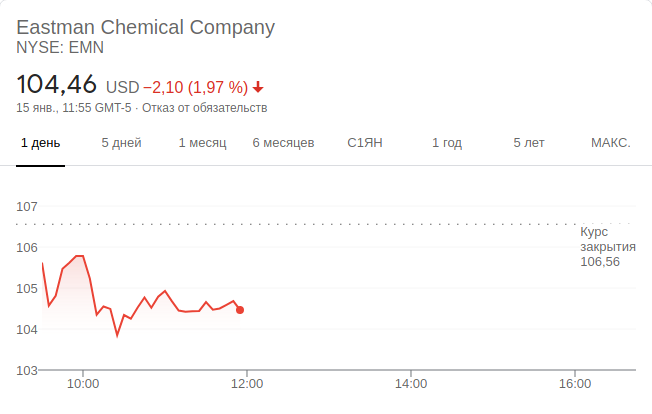 Eastman Chemical Company
NYSE: EMN
104,46 USD −2,10 (1,97 %)
15 янв., 11:55 GMT-5 · Отказ от обязательств
1 день 5 дней 1 месяц 6 месяцев С1ЯН 1 год 5 лет МАКС.
107
106
105
104
103
Курс
закрытия
106,56
10:00 12:00 14:00 16:00